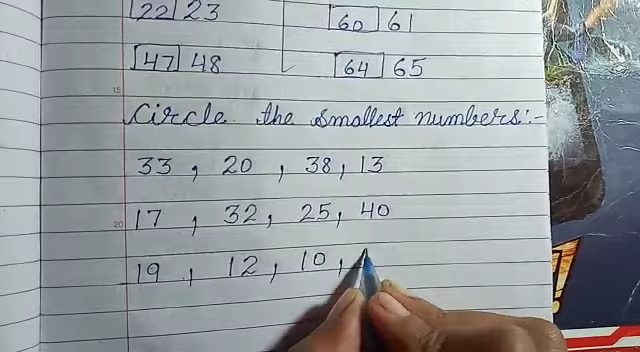 22 23 60 61
47 48 64 65
15
Circle the smallest numbers:-
33, 20, 38, 13
20 17, 32, 25, 40
19, 12, 10,